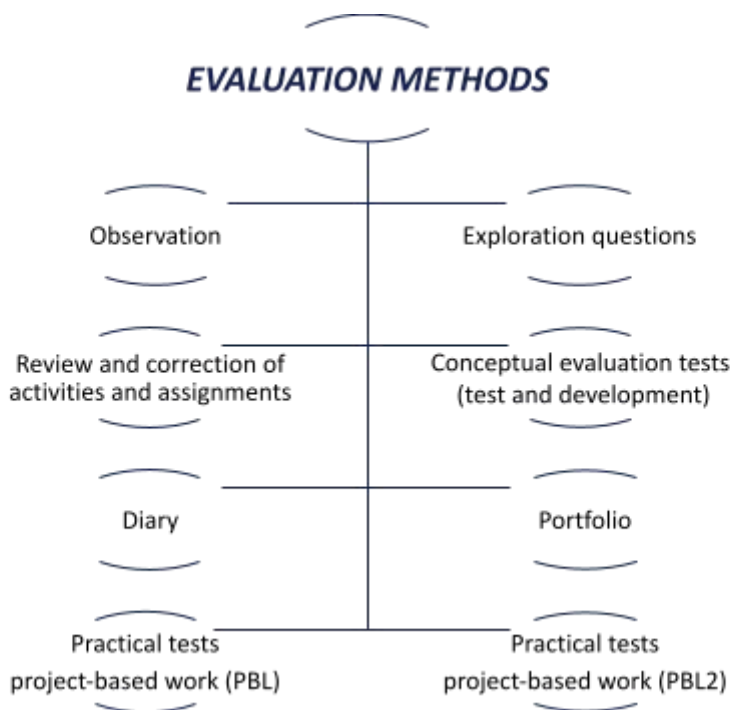 EVALUATION METHODS
Observation
Exploration questions
Review and correction of
activities and assignments
Conceptual evaluation tests
(test and development)
Diary
Portfolio
Practical tests
project-based work (PBL)
Practical tests
project-based work (PBL2)